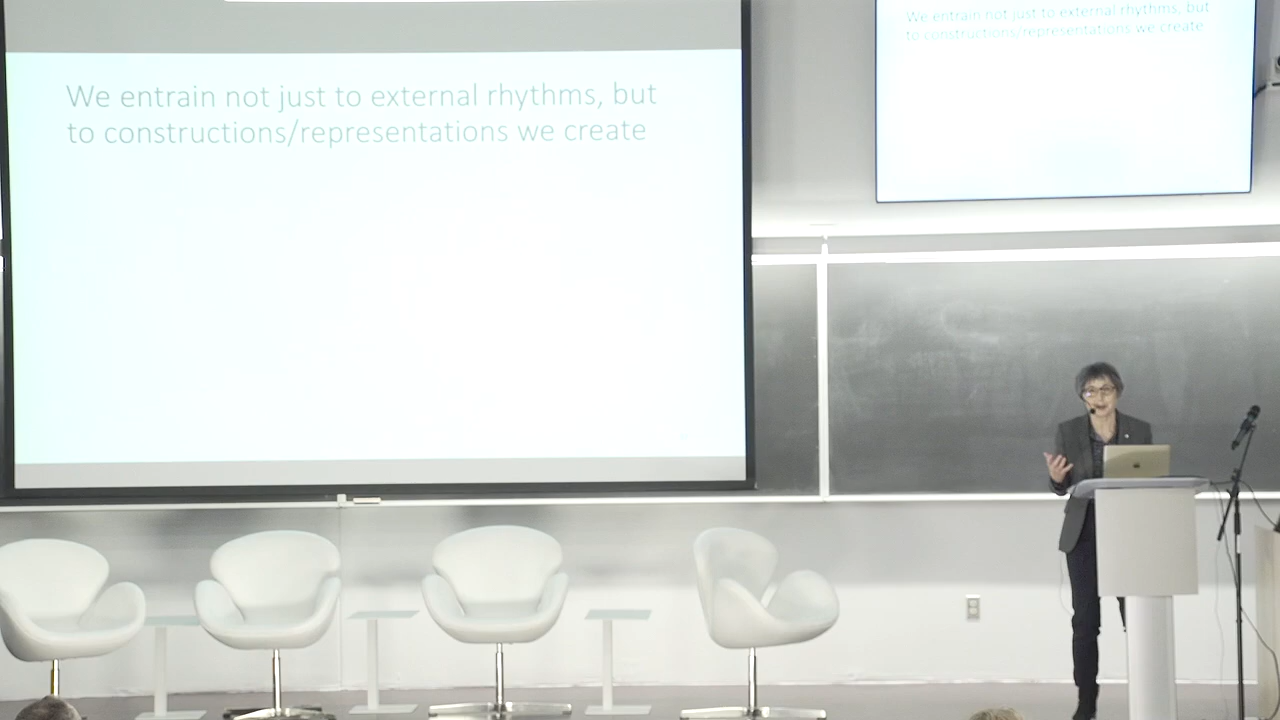 We entrain not just to external rhythms, but
to constructions/representations we create
We entrain not just to external rhythms, but
to constructions/representations we create